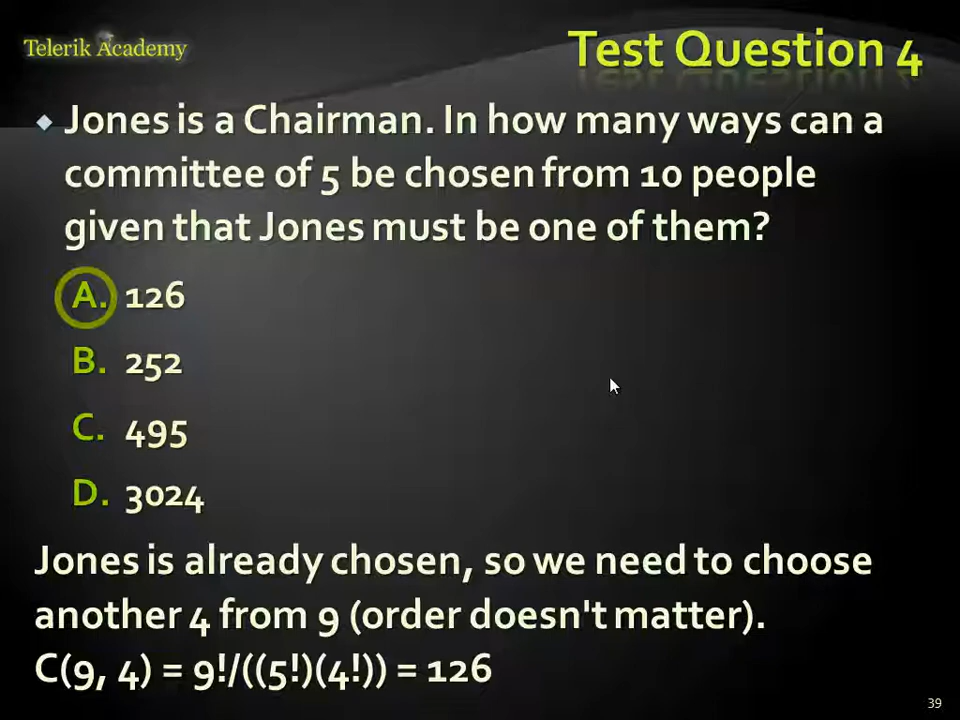 Telerik Academy
Test Question 4
Jones is a Chairman. In how many ways can a
committee of 5 be chosen from 10 people
given that Jones must be one of them?
A. 126
B. 252
C. 495
D. 3024
Jones is already chosen, so we need to choose
another 4 from 9 (order doesn't matter).
C(9, 4) = 9!/((5!)(4!)) = 126
39